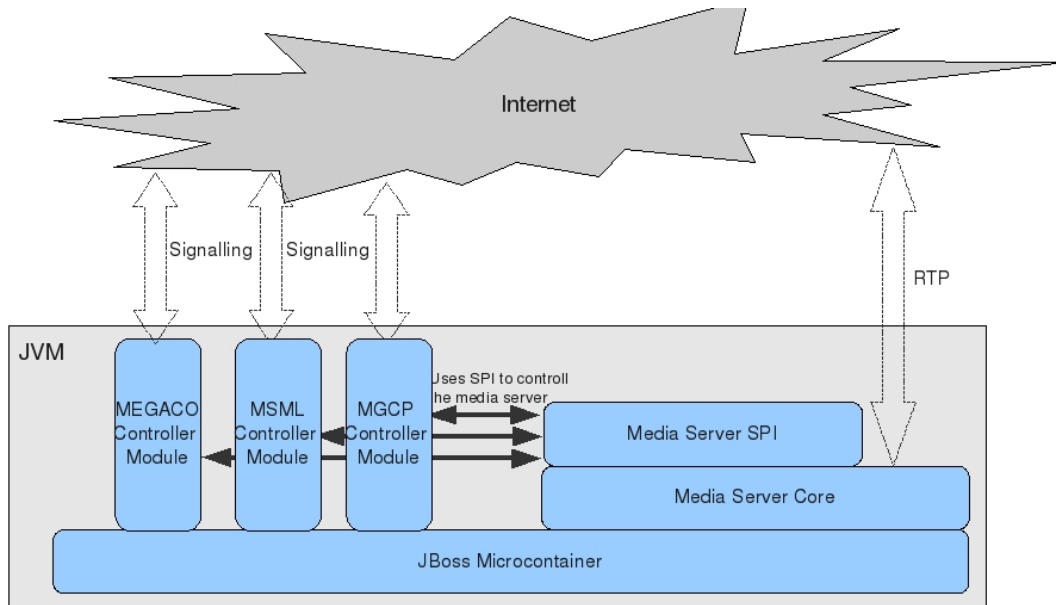 Internet
Signalling
Signalling
RTP
JVM
Uses SPI to controll
he media server
MEGACO
Controller
Module
MSML
Controller
Module
MGCP
Controller
Module
Media Server SPI
Media Server Core
JBoss Microcontainer